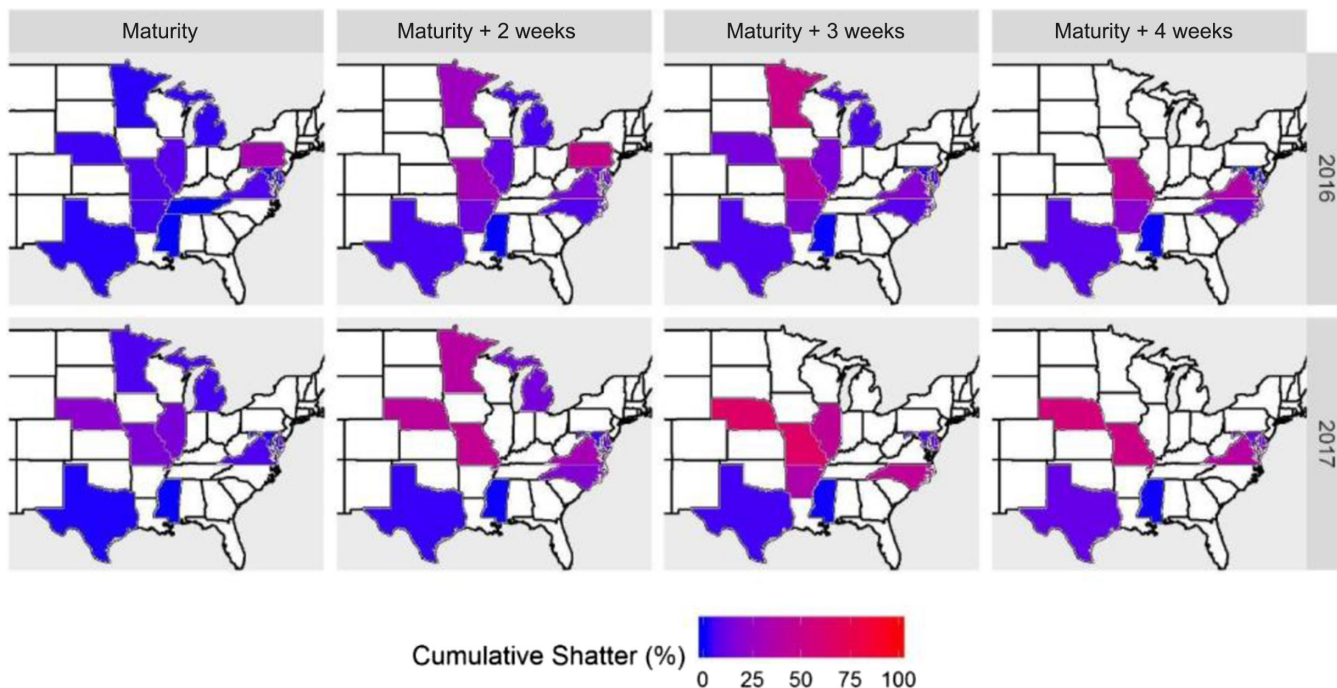 Maturity
Maturity + 2 weeks
Maturity + 3 weeks
Maturity + 4 weeks
2016
2017
Cumulative Shatter (%)
0 25 50 75 100